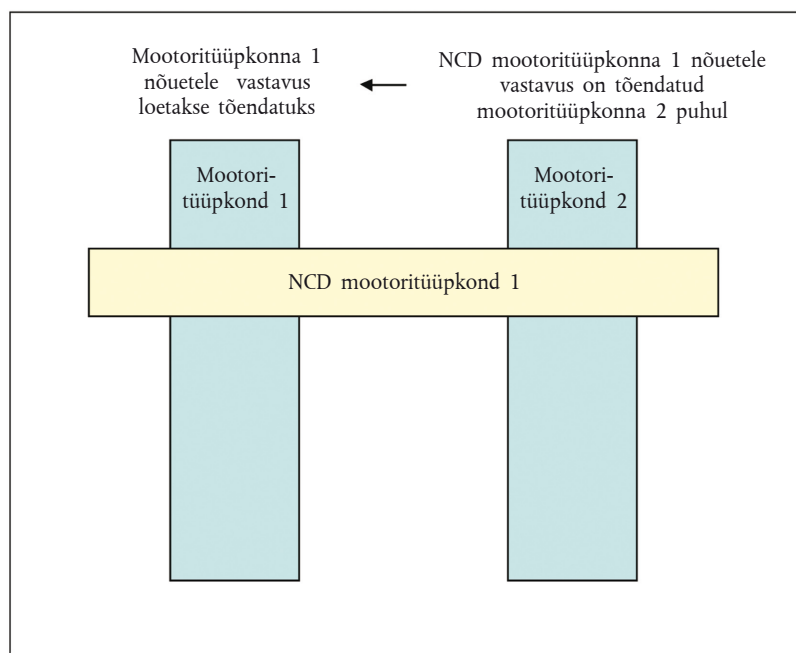 Mootoritüüpkonna 1
nõuetele vastavus
loetakse tõendatuks
NCD mootoritüüpkonna 1 nõuetele
vastavus on tõendatud
mootoritüüpkonna 2 puhul
Mootori-
tüüpkond 1
Mootori-
tüüpkond 2
NCD mootoritüüpkond 1